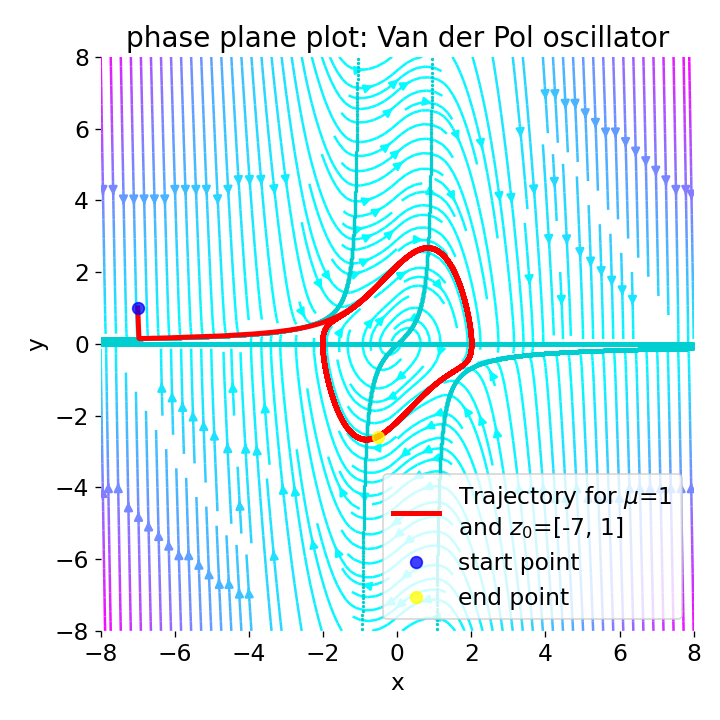 phase plane plot: Van der Pol oscillator
8
6
4
2
0
−2
−4
−6
−8
y
−8 −6 −4 −2 0 2 4 6 8
x
Trajectory for μ=1
and z₀=[-7, 1]
start point
end point